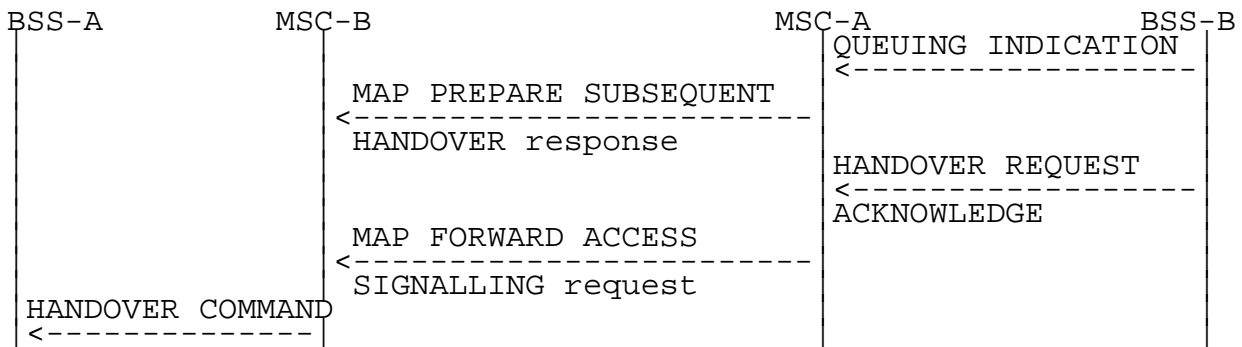 BSS-A MSC-B MSC-A BSS-B
QUEUING INDICATION
MAP PREPARE SUBSEQUENT
HANDOVER response
HANDOVER REQUEST
ACKNOWLEDGE
MAP FORWARD ACCESS
SIGNALLING request
HANDOVER COMMAND